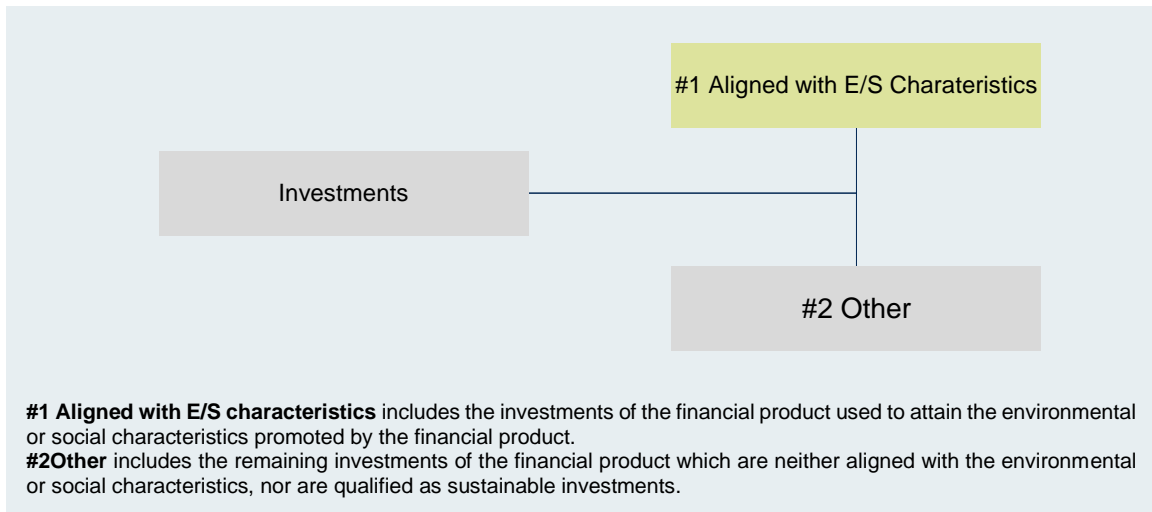 #1 Aligned with E/S Charateristics
Investments
#2 Other
#1 Aligned with E/S characteristics includes the investments of the financial product used to attain the environmental
or social characteristics promoted by the financial product.
#2Other includes the remaining investments of the financial product which are neither aligned with the environmental
or social characteristics, nor are qualified as sustainable investments.